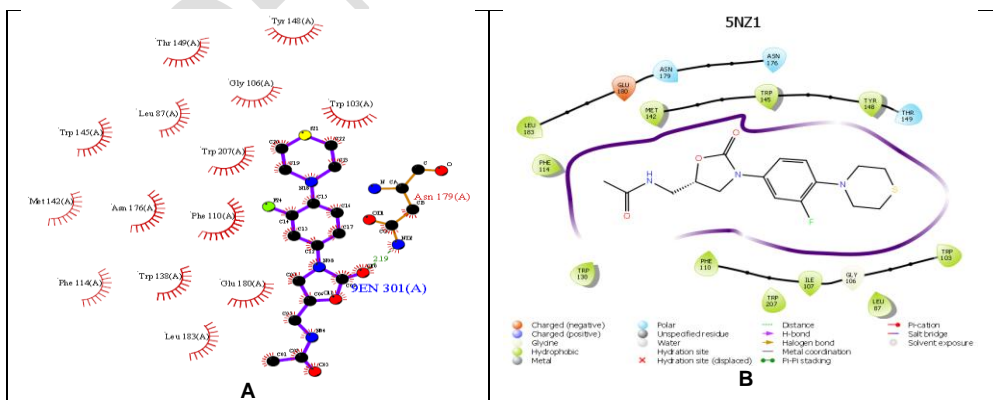 Tyr 148(A)
Thr 149(A)
Gly 106(A)
Leu 87(A)
Trp 103(A)
Trp 145(A)
Trp 207(A)
Met 142(A)
Asn 176(A)
Phe 110(A)
Asn 179(A)
2.19
Phe 114(A)
Trp 138(A)
Glu 180(A)
9EN 301(A)
Leu 183(A)
A
5NZ1
ASN 176
ASN 179
GLU 180
TRP 145
MET 142
TYR 148
THR 149
LEU 183
PHE 114
O
O
N
HN
CH3
O
N
S
F
TRP 138
PHE 110
ILE 107
GLY 106
TRP 103
TRP 207
LEU 87
Charged (negative)
Charged (positive)
Glycine
Hydrophobic
Metal
Polar
Unspecified residue
Water
Hydration site
Hydration site (displaced)
Distance
H-bond
Halogen bond
Metal coordination
Pi-Pi stacking
Pi-cation
Salt bridge
Solvent exposure
B